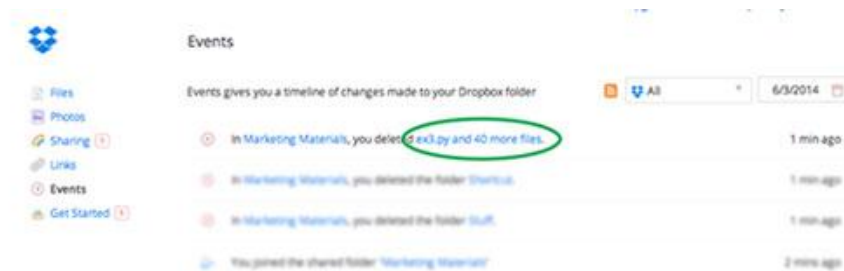 Events
Files
Events gives you a timeline of changes made to your Dropbox folder
All
6/3/2014
Photos
Sharing 1
In Marketing Materials, you deleted ex3.py and 40 more files.
1 min ago
Links
Events
In Marketing Materials, you deleted the folder
1 min ago
Get Started
In Marketing Materials, you deleted the folder Stuff.
1 min ago
You joined the shared folder "Marketing Materials"
2 mins ago